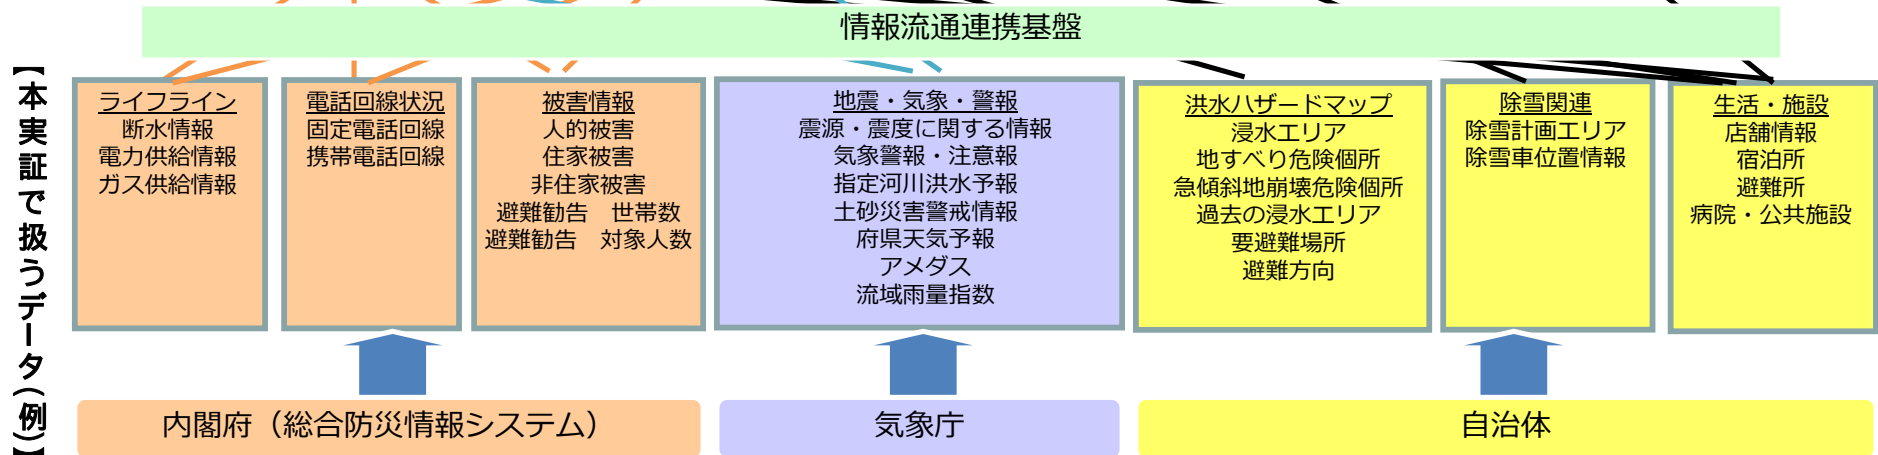 情報流通連携基盤
【本実証で扱うデータ(例)】
ライフライン
断水情報
電力供給情報
ガス供給情報
電話回線状況
固定電話回線
携帯電話回線
被害情報
人的被害
住家被害
非住家被害
避難勧告　世帯数
避難勧告　対象人数
地震・気象・警報
震源・震度に関する情報
気象警報・注意報
指定河川洪水予報
土砂災害警戒情報
府県天気予報
アメダス
流域雨量指数
洪水ハザードマップ
浸水エリア
地すべり危険個所
急傾斜地崩壊危険個所
過去の浸水エリア
要避難場所
避難方向
除雪関連
除雪計画エリア
除雪車位置情報
生活・施設
店舗情報
宿泊所
避難所
病院・公共施設
内閣府（総合防災情報システム）
気象庁
自治体